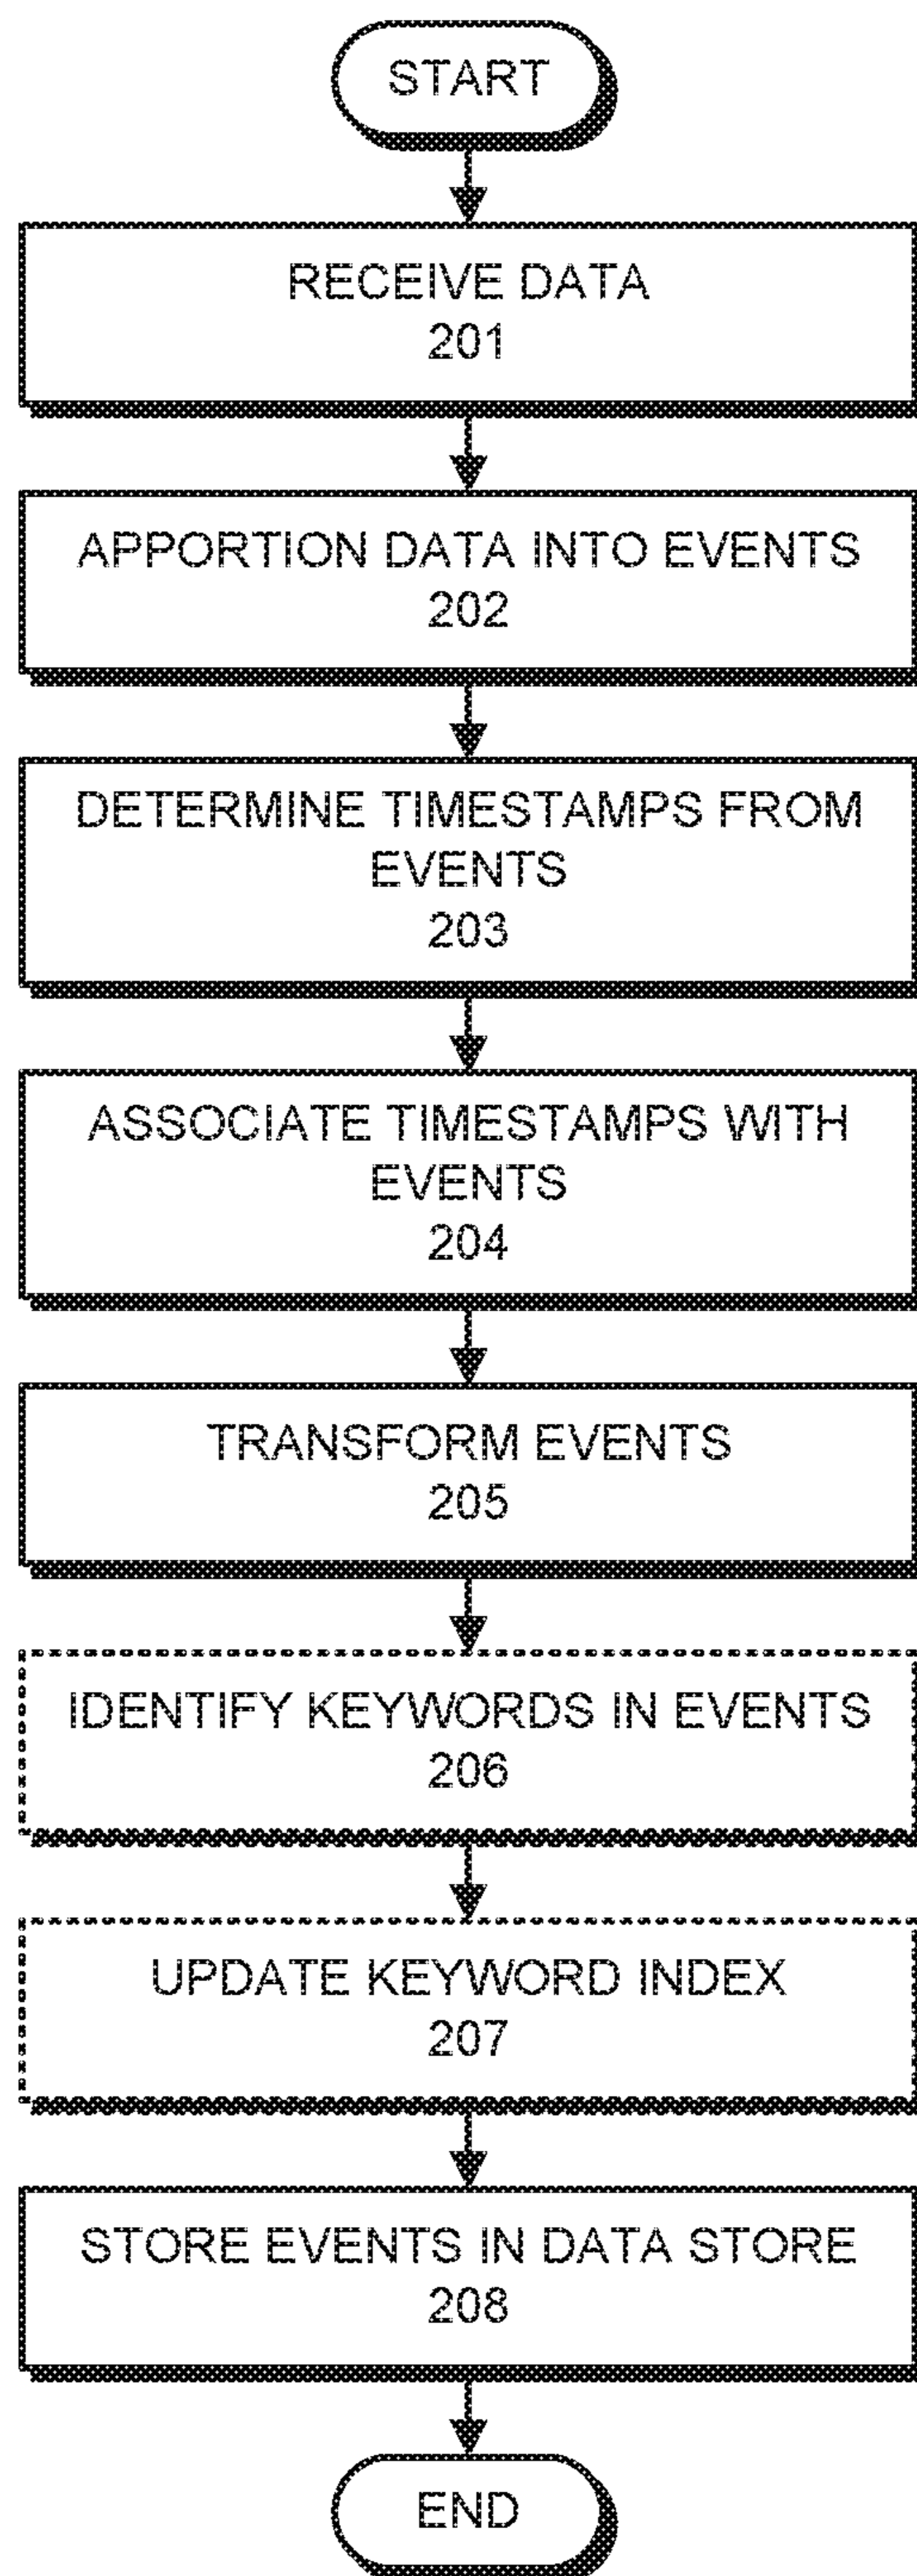 START
RECEIVE DATA
201
APPORTION DATA INTO EVENTS
202
DETERMINE TIMESTAMPS FROM
EVENTS
203
ASSOCIATE TIMESTAMPS WITH
EVENTS
204
TRANSFORM EVENTS
205
IDENTIFY KEYWORDS IN EVENTS
206
UPDATE KEYWORD INDEX
207
STORE EVENTS IN DATA STORE
208
END